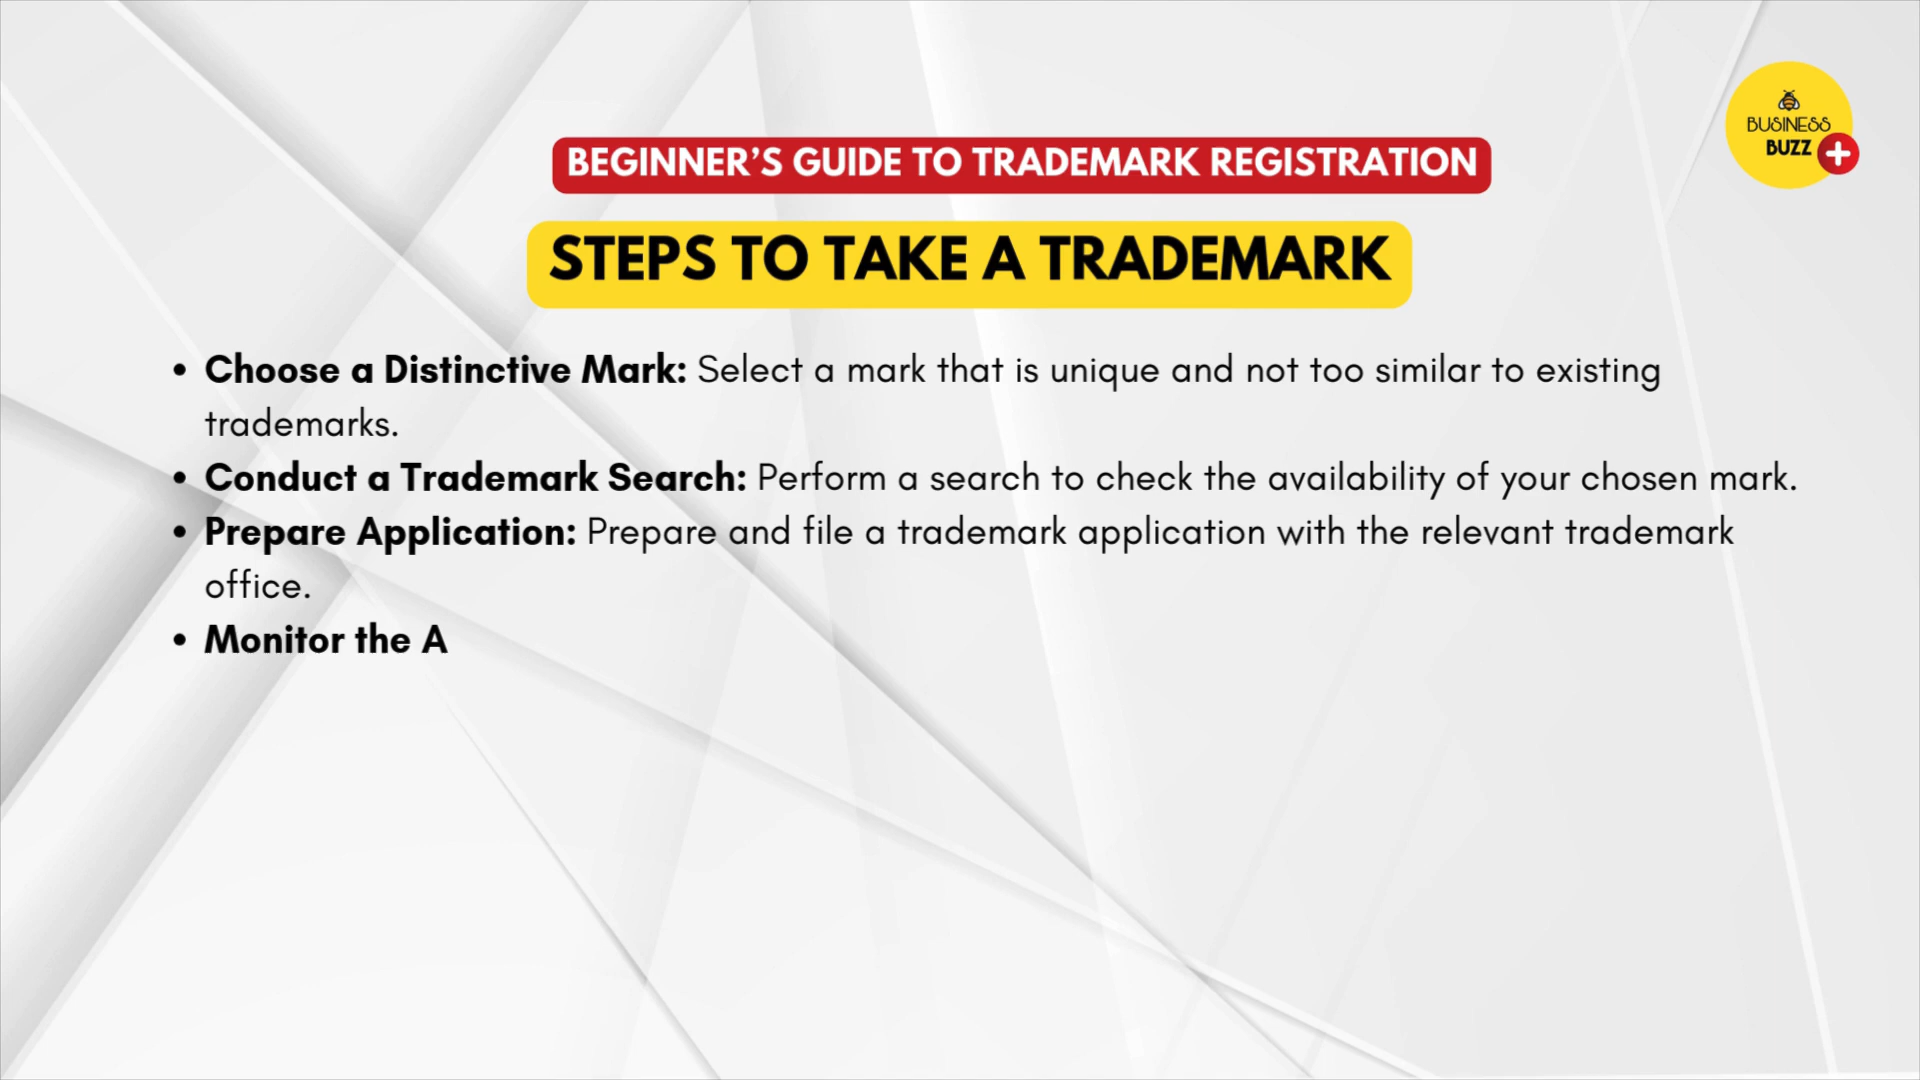 BUSINESS
BUZZ
BEGINNER’S GUIDE TO TRADEMARK REGISTRATION
STEPS TO TAKE A TRADEMARK
• Choose a Distinctive Mark: Select a mark that is unique and not too similar to existing
trademarks.
• Conduct a Trademark Search: Perform a search to check the availability of your chosen mark.
• Prepare Application: Prepare and file a trademark application with the relevant trademark
office.
• Monitor the A